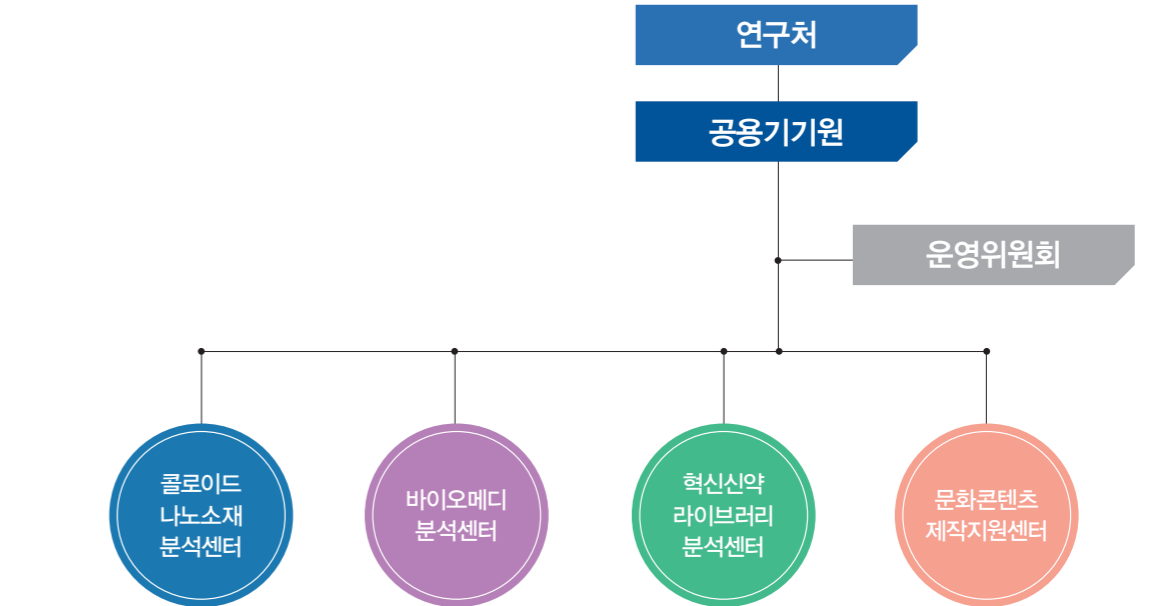 연구처
공용기기원
운영위원회
콜로이드
나노소재
분석센터
바이오메디
분석센터
혁신신약
라이브러리
분석센터
문화콘텐츠
제작지원센터